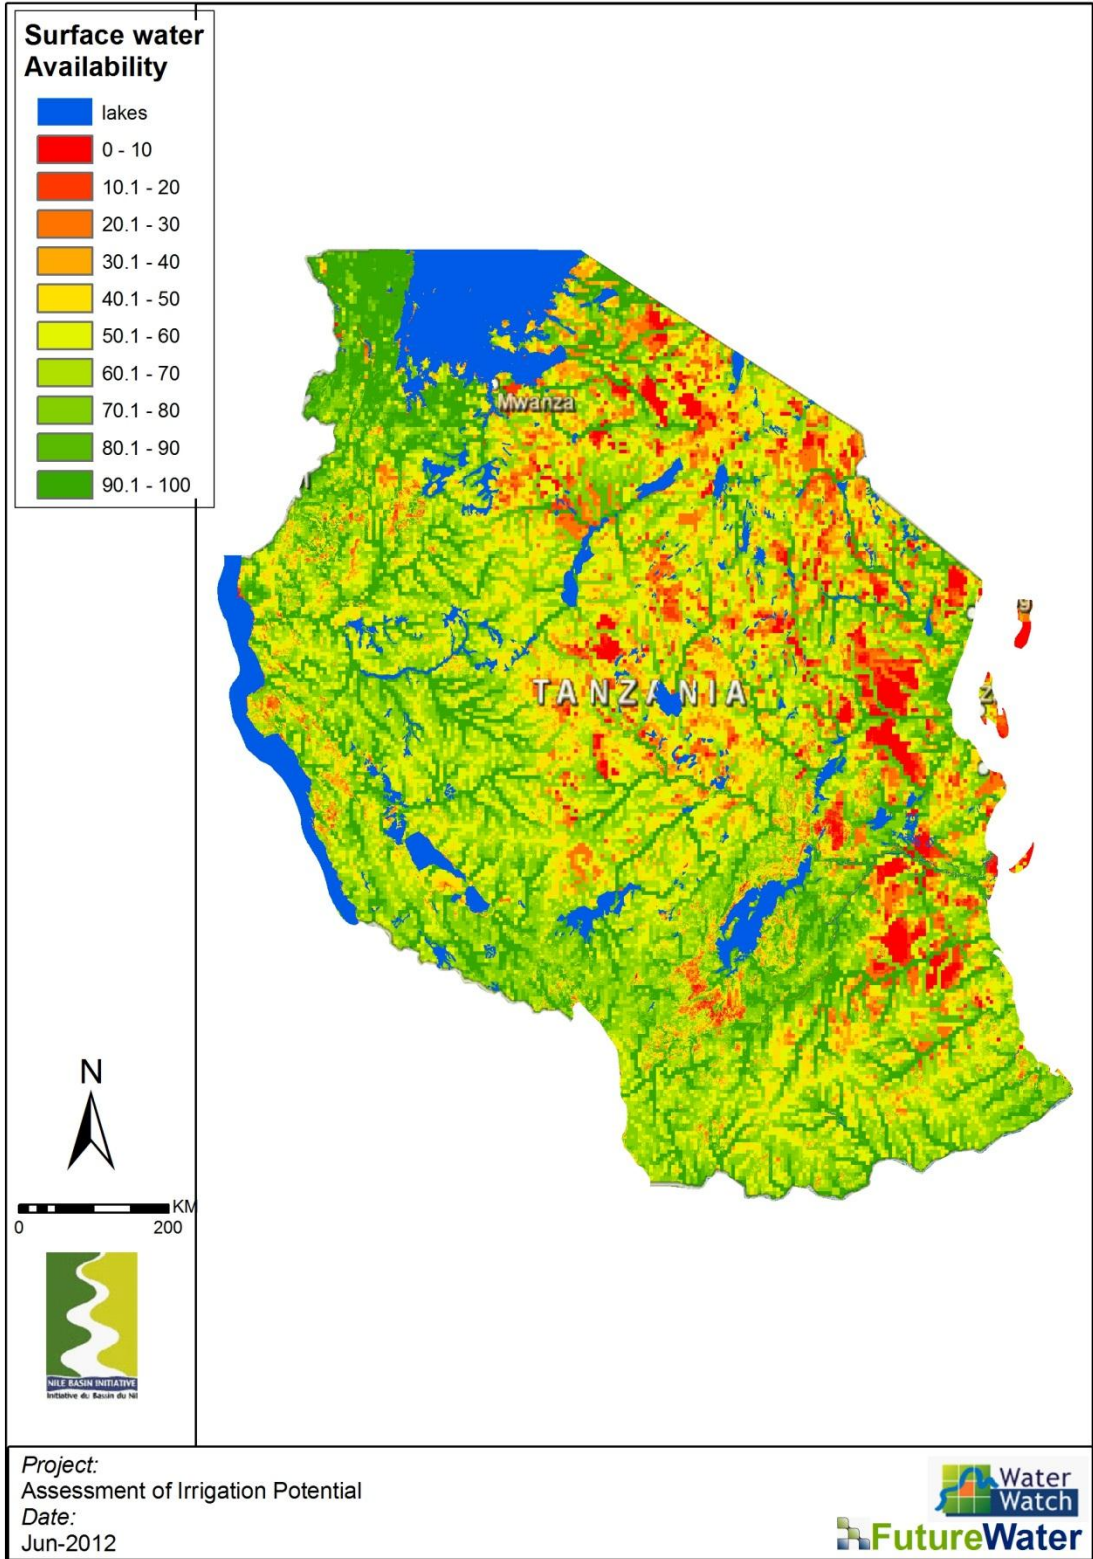 Surface water
Availability
lakes
0 - 10
10.1 - 20
20.1 - 30
30.1 - 40
40.1 - 50
50.1 - 60
60.1 - 70
70.1 - 80
80.1 - 90
90.1 - 100
Mwanza
TANZANIA
N
KM
0 200
NILE BASIN INITIATIVE
Initiative du Bassin du Nil
Project:
Assessment of Irrigation Potential
Date:
Jun-2012
Water
Watch
FutureWater